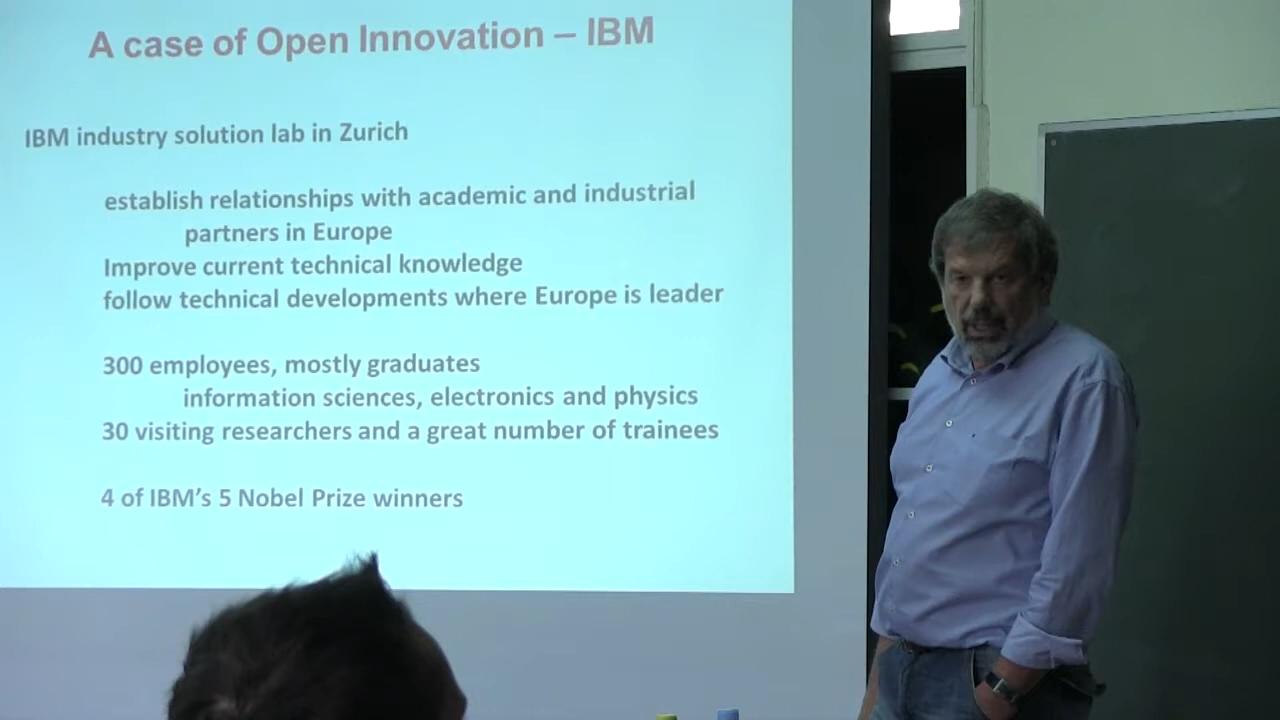 A case of Open Innovation – IBM
IBM industry solution lab in Zurich
establish relationships with academic and industrial
partners in Europe
Improve current technical knowledge
follow technical developments where Europe is leader
300 employees, mostly graduates
information sciences, electronics and physics
30 visiting researchers and a great number of trainees
4 of IBM's 5 Nobel Prize winners